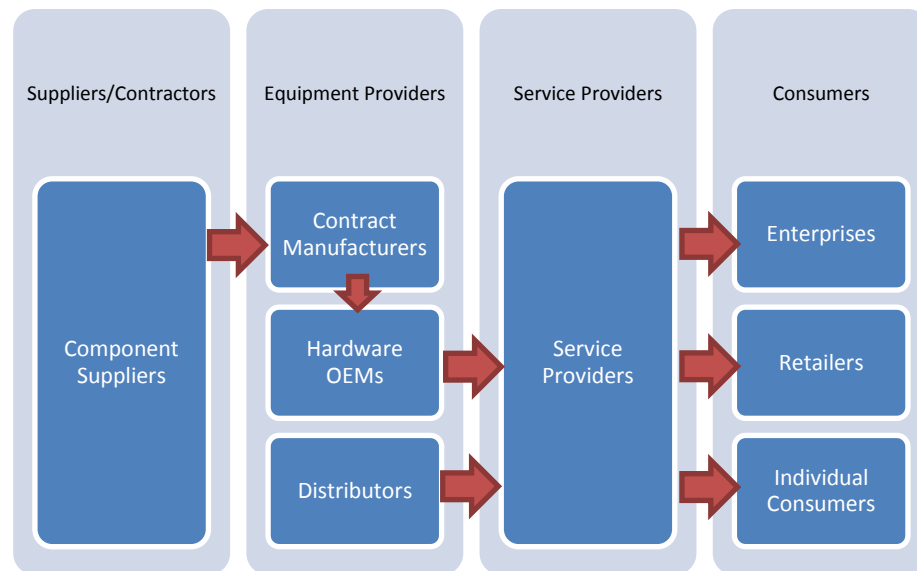 Suppliers/Contractors
Equipment Providers
Service Providers
Consumers
Component
Suppliers
Contract
Manufacturers
Hardware
OEMs
Distributors
Service
Providers
Enterprises
Retailers
Individual
Consumers